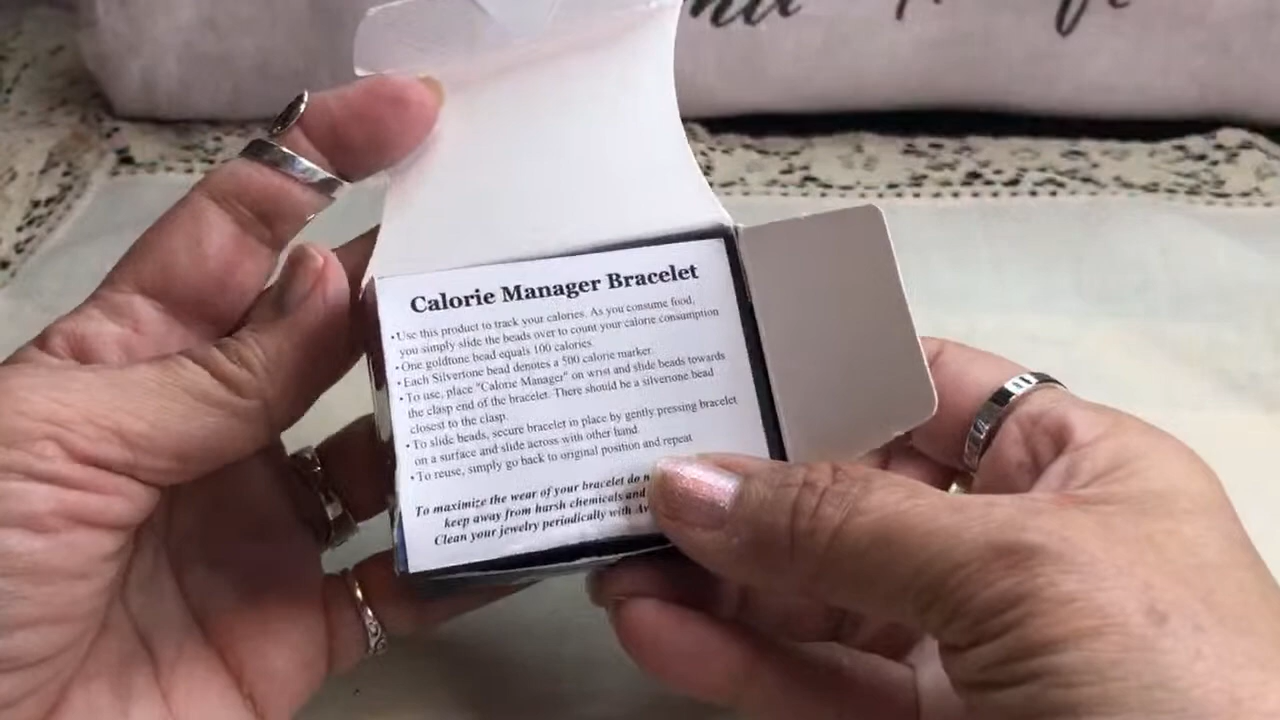 Calorie Manager Bracelet
•Use this product to track your calories. As you consume food,
you simply slide the beads over to count your calorie consumption
•One goldtone bead equals 100 calories.
•Each Silvertone bead denotes a 500 calorie marker.
•To use, place "Calorie Manager" on wrist and slide beads towards
the clasp end of the bracelet. There should be a silvertone bead
closest to the clasp.
•To slide beads, secure bracelet in place by gently pressing bracelet
on a surface and slide across with other hand.
•To reuse, simply go back to original position and repeat
To maximize the wear of your bracelet do
keep away from harsh chemicals and
Clean your jewelry periodically with